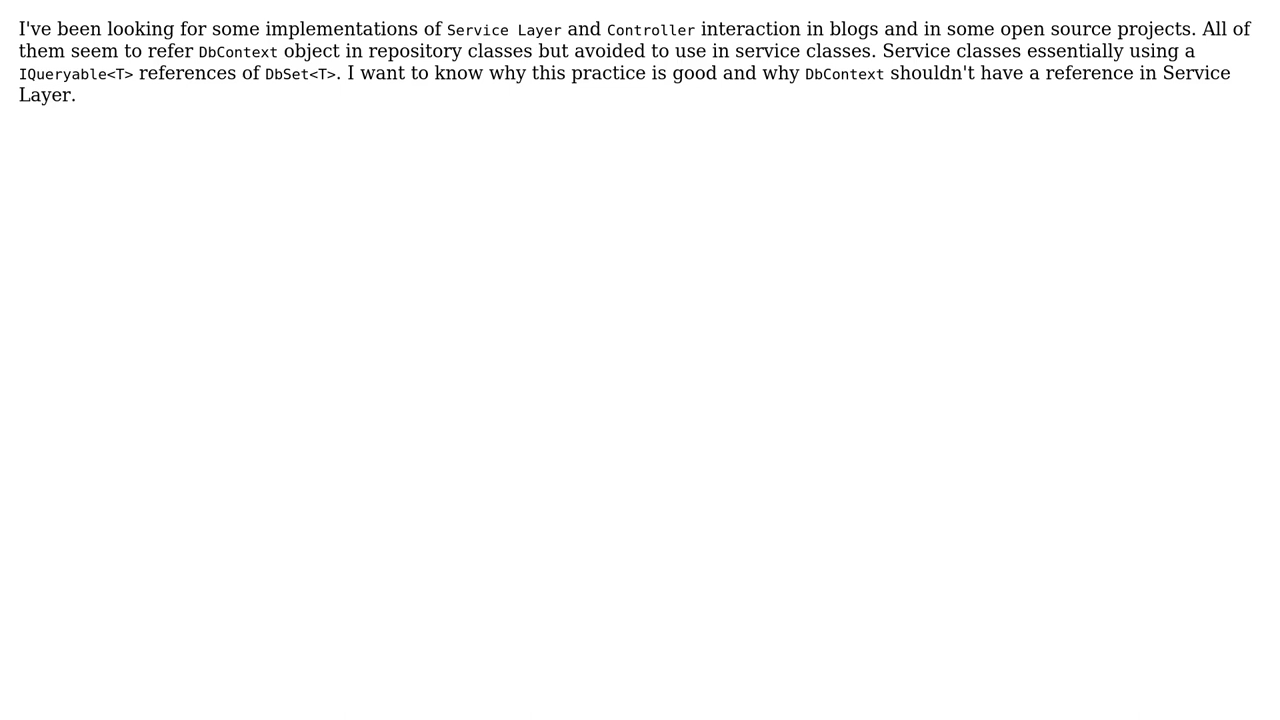 I've been looking for some implementations of Service Layer and Controller interaction in blogs and in some open source projects. All of
them seem to refer DbContext object in repository classes but avoided to use in service classes. Service classes essentially using a
IQueryable<T> references of DbSet<T>. I want to know why this practice is good and why DbContext shouldn't have a reference in Service
Layer.